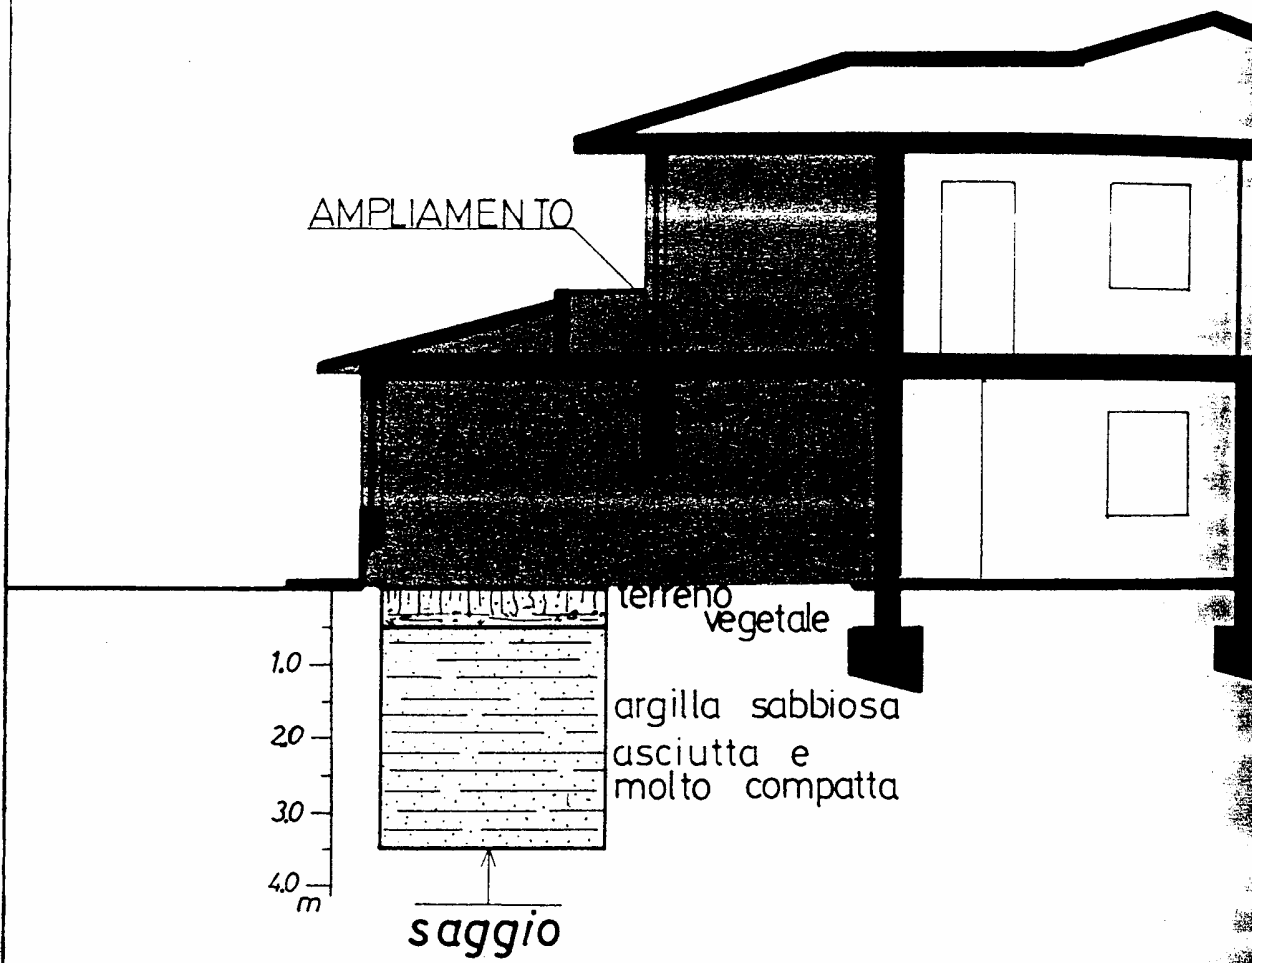 AMPLIAMENTO
terreno
vegetale
1.0
2.0
3.0
4.0
m
argilla sabbiosa
asciutta e
molto compatta
saggio